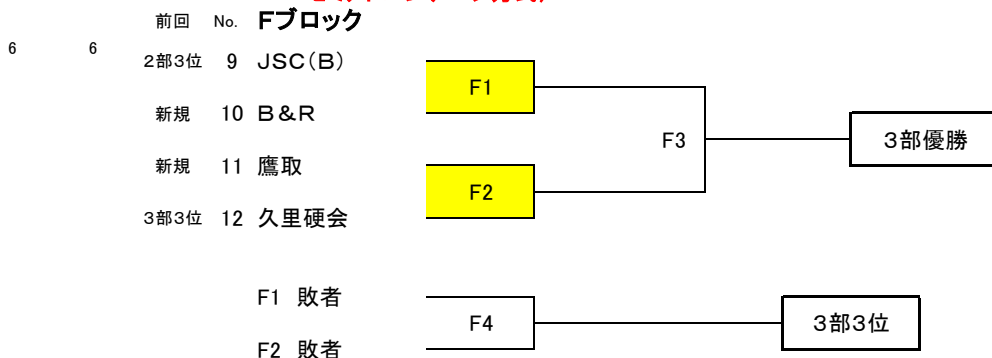 前回 No. Fブロック
6 6
2部3位 9 JSC(B)
F1
新規 10 B&R
F3
3部優勝
新規 11 鷹取
F2
3部3位 12 久里硬会
F1 敗者
F4
3部3位
F2 敗者